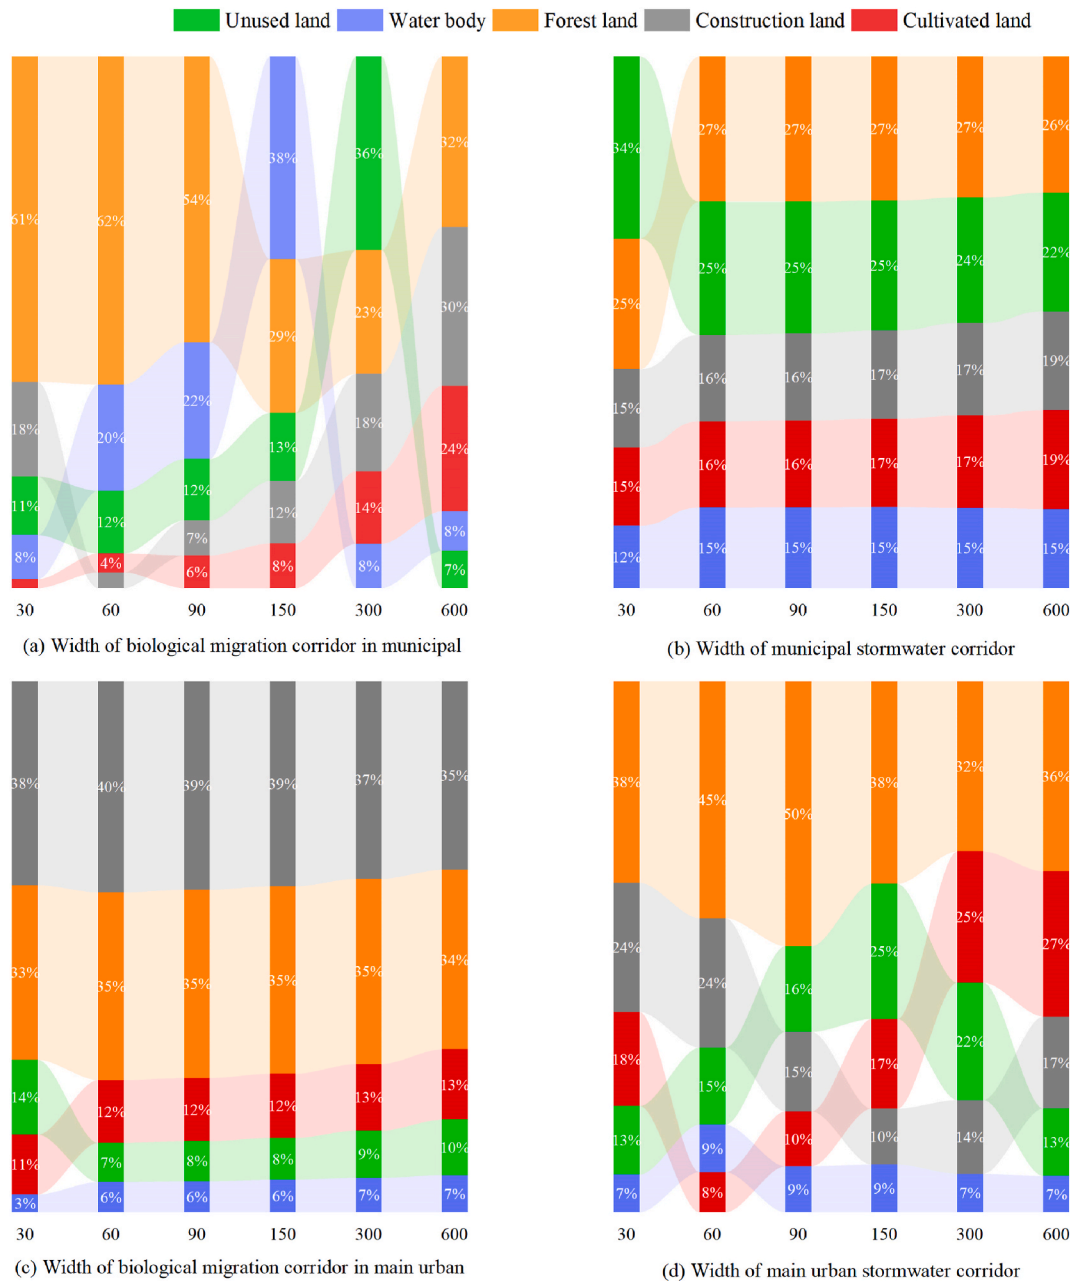 Unused land Water body Forest land Construction land Cultivated land
61% 18% 11% 8%
62% 20% 12% 4%
54% 22% 12% 7% 6%
38% 29% 13% 12% 8%
36% 23% 18% 14% 8%
32% 30% 24% 8% 7%
30 60 90 150 300 600
(a) Width of biological migration corridor in municipal
34% 25% 15% 15% 12%
27% 25% 16% 16% 15%
27% 25% 16% 16% 15%
27% 25% 17% 17% 15%
27% 24% 17% 17% 15%
26% 22% 19% 19% 15%
30 60 90 150 300 600
(b) Width of municipal stormwater corridor
38% 33% 14% 11% 3%
40% 35% 12% 7% 6%
39% 35% 12% 8% 6%
39% 35% 12% 8% 6%
37% 35% 13% 9% 7%
35% 34% 13% 10% 7%
30 60 90 150 300 600
(c) Width of biological migration corridor in main urban
38% 24% 18% 13% 7%
45% 24% 15% 9% 8%
50% 16% 15% 10% 9%
38% 25% 17% 10% 9%
32% 25% 22% 14% 7%
36% 27% 17% 13% 7%
30 60 90 150 300 600
(d) Width of main urban stormwater corridor